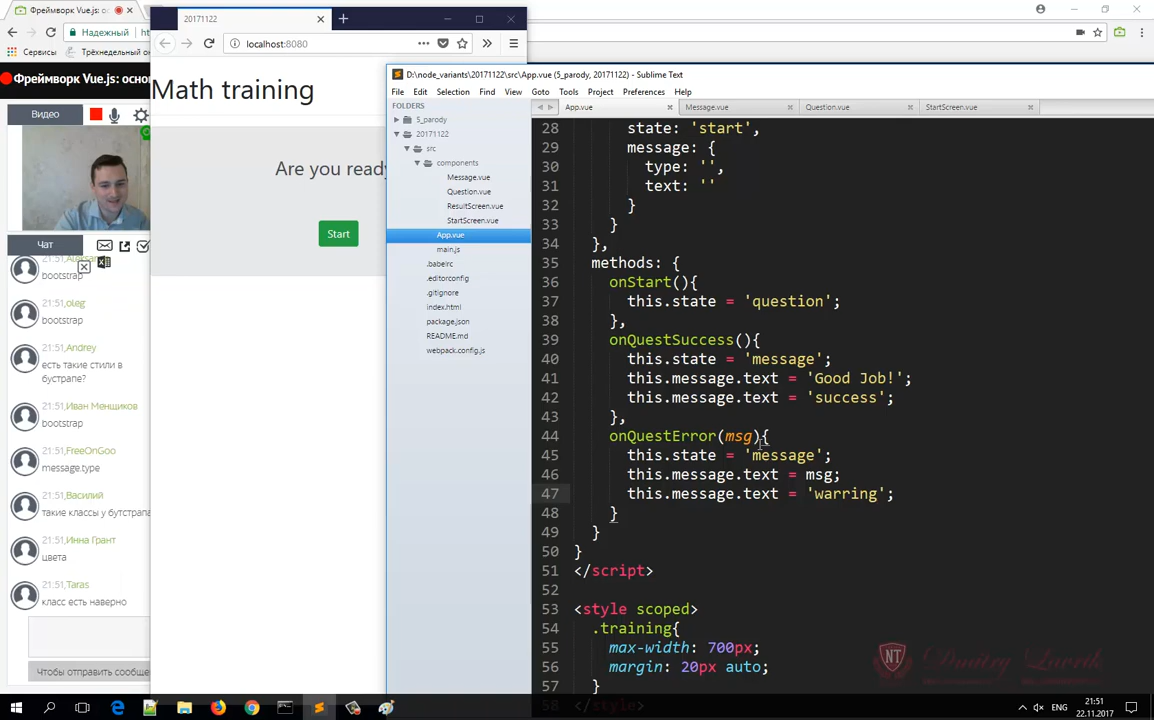 Фреймворк Vue.js: ос
Надежный
Сервисы
Трёхнедельном
Фреймворк Vue.js: осно
Видео
Чат
bootstrap
21:51,oleg
bootstrap
21:51,Andrey
есть такие стили в
бустрапе?
21:51,Иван Менщиков
bootstrap
21:51,FreeOnGoo
message.type
21:51,Василий
такие классы у бутстрапа
21:51,Инна Грант
цвета
21:51,Taras
класс есть наверно
Чтобы отправить сообще
20171122
localhost:8080
Math training
Are you ready
Start
D:\node_variants\20171122\src\App.vue (5_parody, 20171122) - Sublime Text
File Edit Selection Find View Goto Tools Project Preferences Help
FOLDERS
5_parody
20171122
src
components
Message.vue
Question.vue
ResultScreen.vue
StartScreen.vue
App.vue
main.js
.babelrc
.editorconfig
.gitignore
index.html
package.json
README.md
webpack.config.js
App.vue Message.vue Question.vue StartScreen.vue
28 state: 'start',
29 message: {
30 type: '',
31 text: ''
32 }
33 }
34 },
35 methods: {
36 onStart(){
37 this.state = 'question';
38 },
39 onQuestSuccess(){
40 this.state = 'message';
41 this.message.text = 'Good Job!';
42 this.message.text = 'success';
43 },
44 onQuestError(msg){
45 this.state = 'message';
46 this.message.text = msg;
47 this.message.text = 'warring';
48 }
49 }
50 }
51 </script>
52
53 <style scoped>
54 .training{
55 max-width: 700px;
56 margin: 20px auto;
57 }
58 </style>
NT Dmitry Lavrik
ENG
21:51
22.11.2017